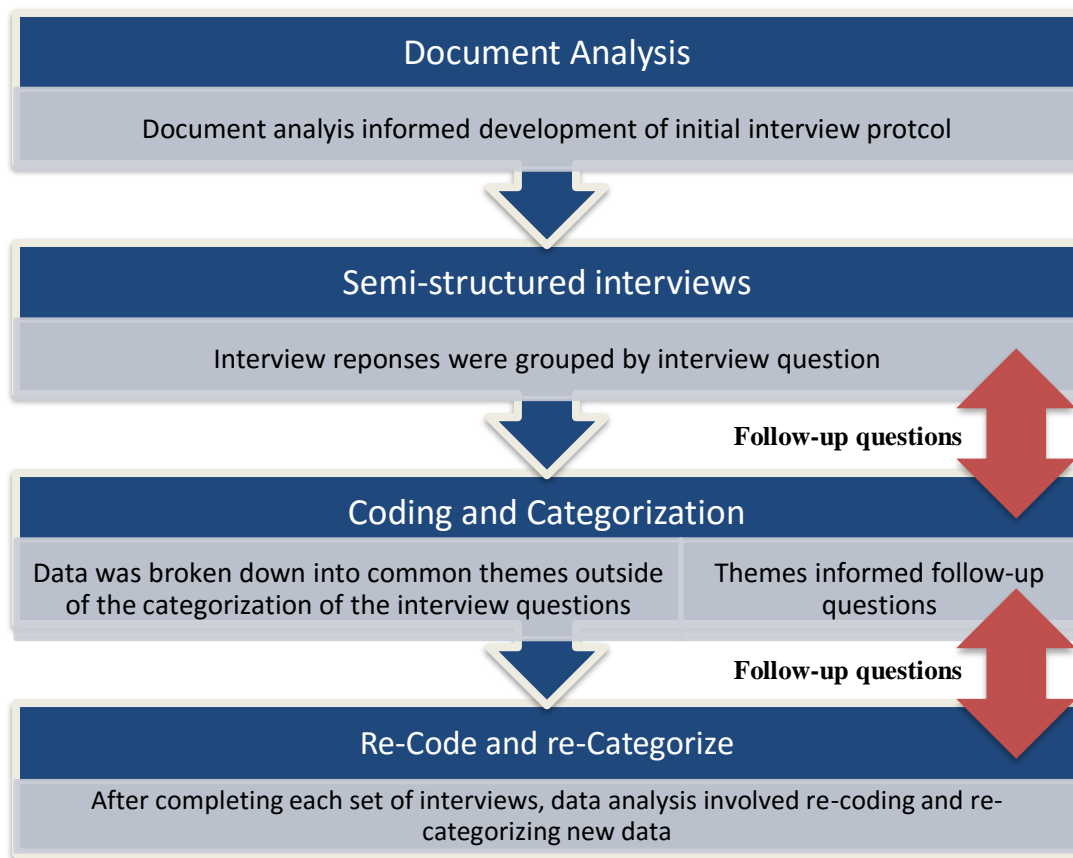 Document Analysis
Document analyis informed development of initial interview protcol
Semi-structured interviews
Interview reponses were grouped by interview question
Follow-up questions
Coding and Categorization
Data was broken down into common themes outside
of the categorization of the interview questions
Themes informed follow-up
questions
Follow-up questions
Re-Code and re-Categorize
After completing each set of interviews, data analysis involved re-coding and re-
categorizing new data